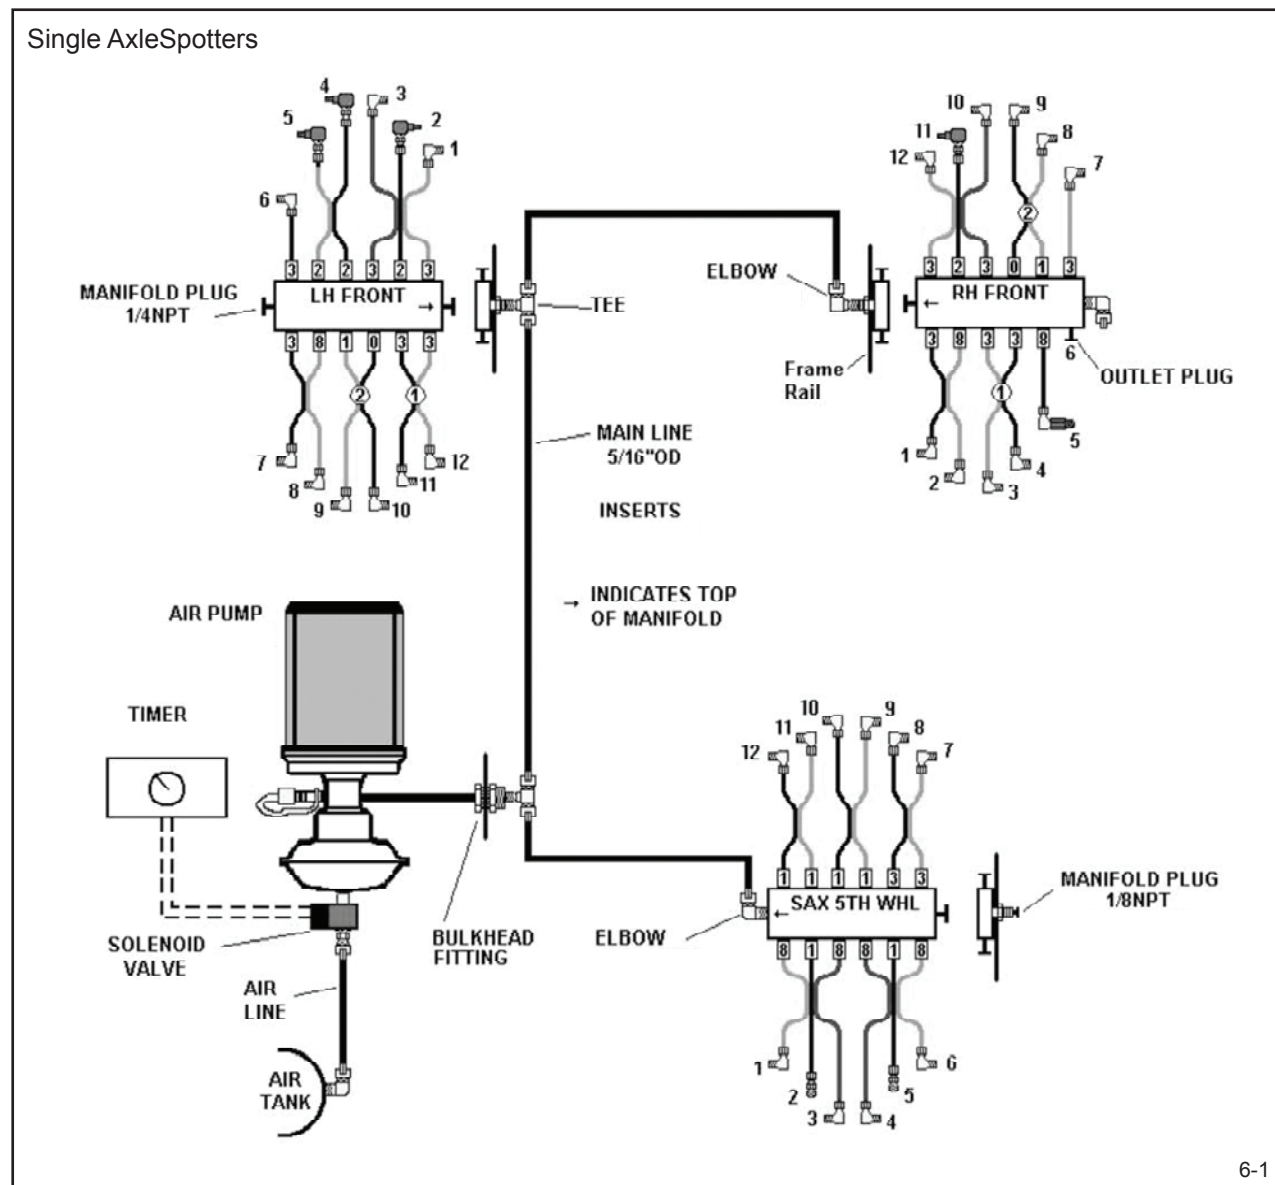 Single AxleSpotters
4
3
5
2
1
6
3 2 2 3 2 3
LH FRONT
→
MANIFOLD PLUG
1/4NPT
3 8 1 0 3 3
2
1
7
8
9
10
11
12
TEE
ELBOW
Frame
Rail
10
9
11
8
12
7
2
3 2 3 0 1 3
RH FRONT
←
3 8 3 3 8
6
OUTLET PLUG
1
1
2
3
4
5
MAIN LINE
5/16"OD
INSERTS
→ INDICATES TOP
OF MANIFOLD
AIR PUMP
TIMER
SOLENOID
VALVE
AIR
LINE
AIR
TANK
BULKHEAD
FITTING
ELBOW
10
9
11
8
12
7
1 1 1 1 3 3
SAX 5TH WHL
←
8 1 8 8 1 8
MANIFOLD PLUG
1/8NPT
1
2
3
4
5
6
6-1